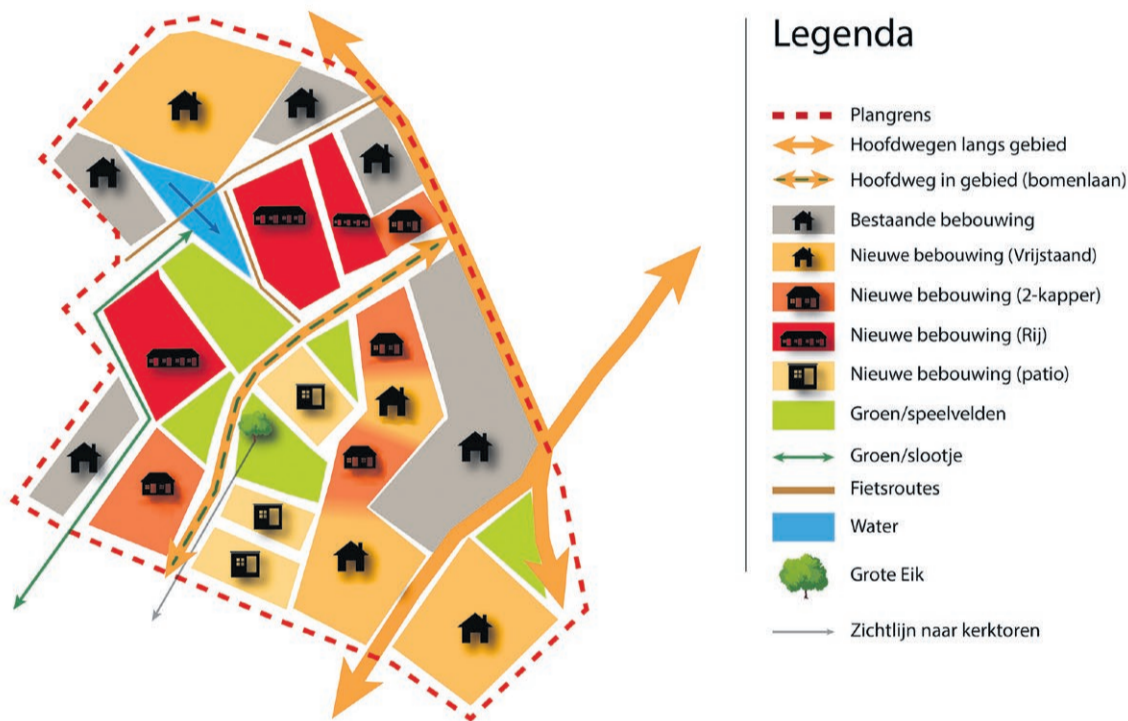 Legenda
Plangrens
Hoofdwegen langs gebied
Hoofdweg in gebied (bomenlaan)
Bestaande bebouwing
Nieuwe bebouwing (Vrijstaand)
Nieuwe bebouwing (2-kapper)
Nieuwe bebouwing (Rij)
Nieuwe bebouwing (patio)
Groen/speelvelden
Groen/slootje
Fietsroutes
Water
Grote Eik
Zichtlijn naar kerktoren